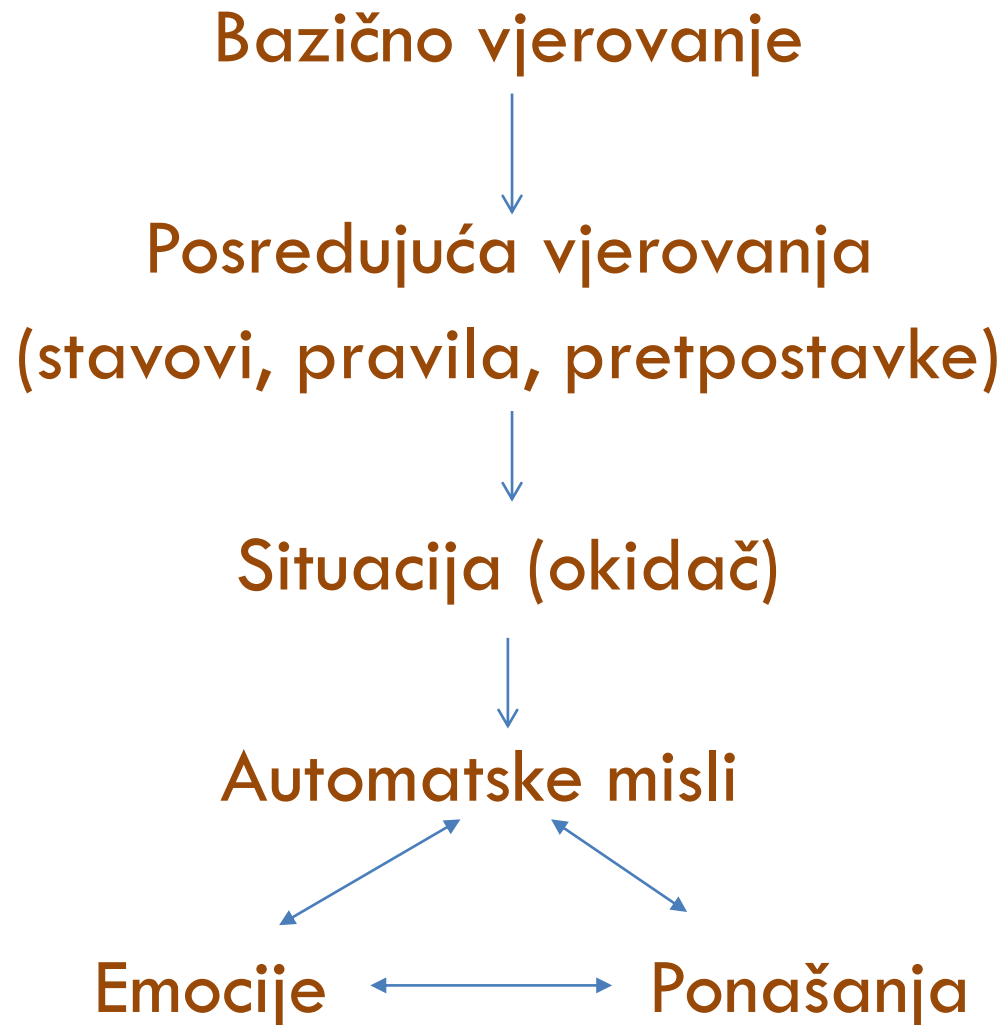 Bazično vjerovanje
Posredujuća vjerovanja
(stavovi, pravila, pretpostavke)
Situacija (okidač)
Automatske misli
Emocije Ponašanja